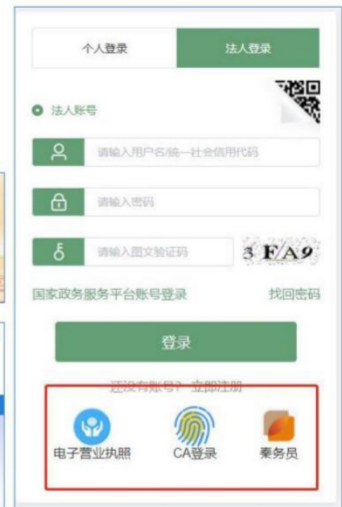 个人登录 法人登录
法人账号
请输入用户名/统一社会信用代码
请输入密码
请输入图文验证码 3 F A 9
国家政务服务平台账号登录 找回密码
登录
还没有账号？ 立即注册
电子营业执照 CA登录 秦务员